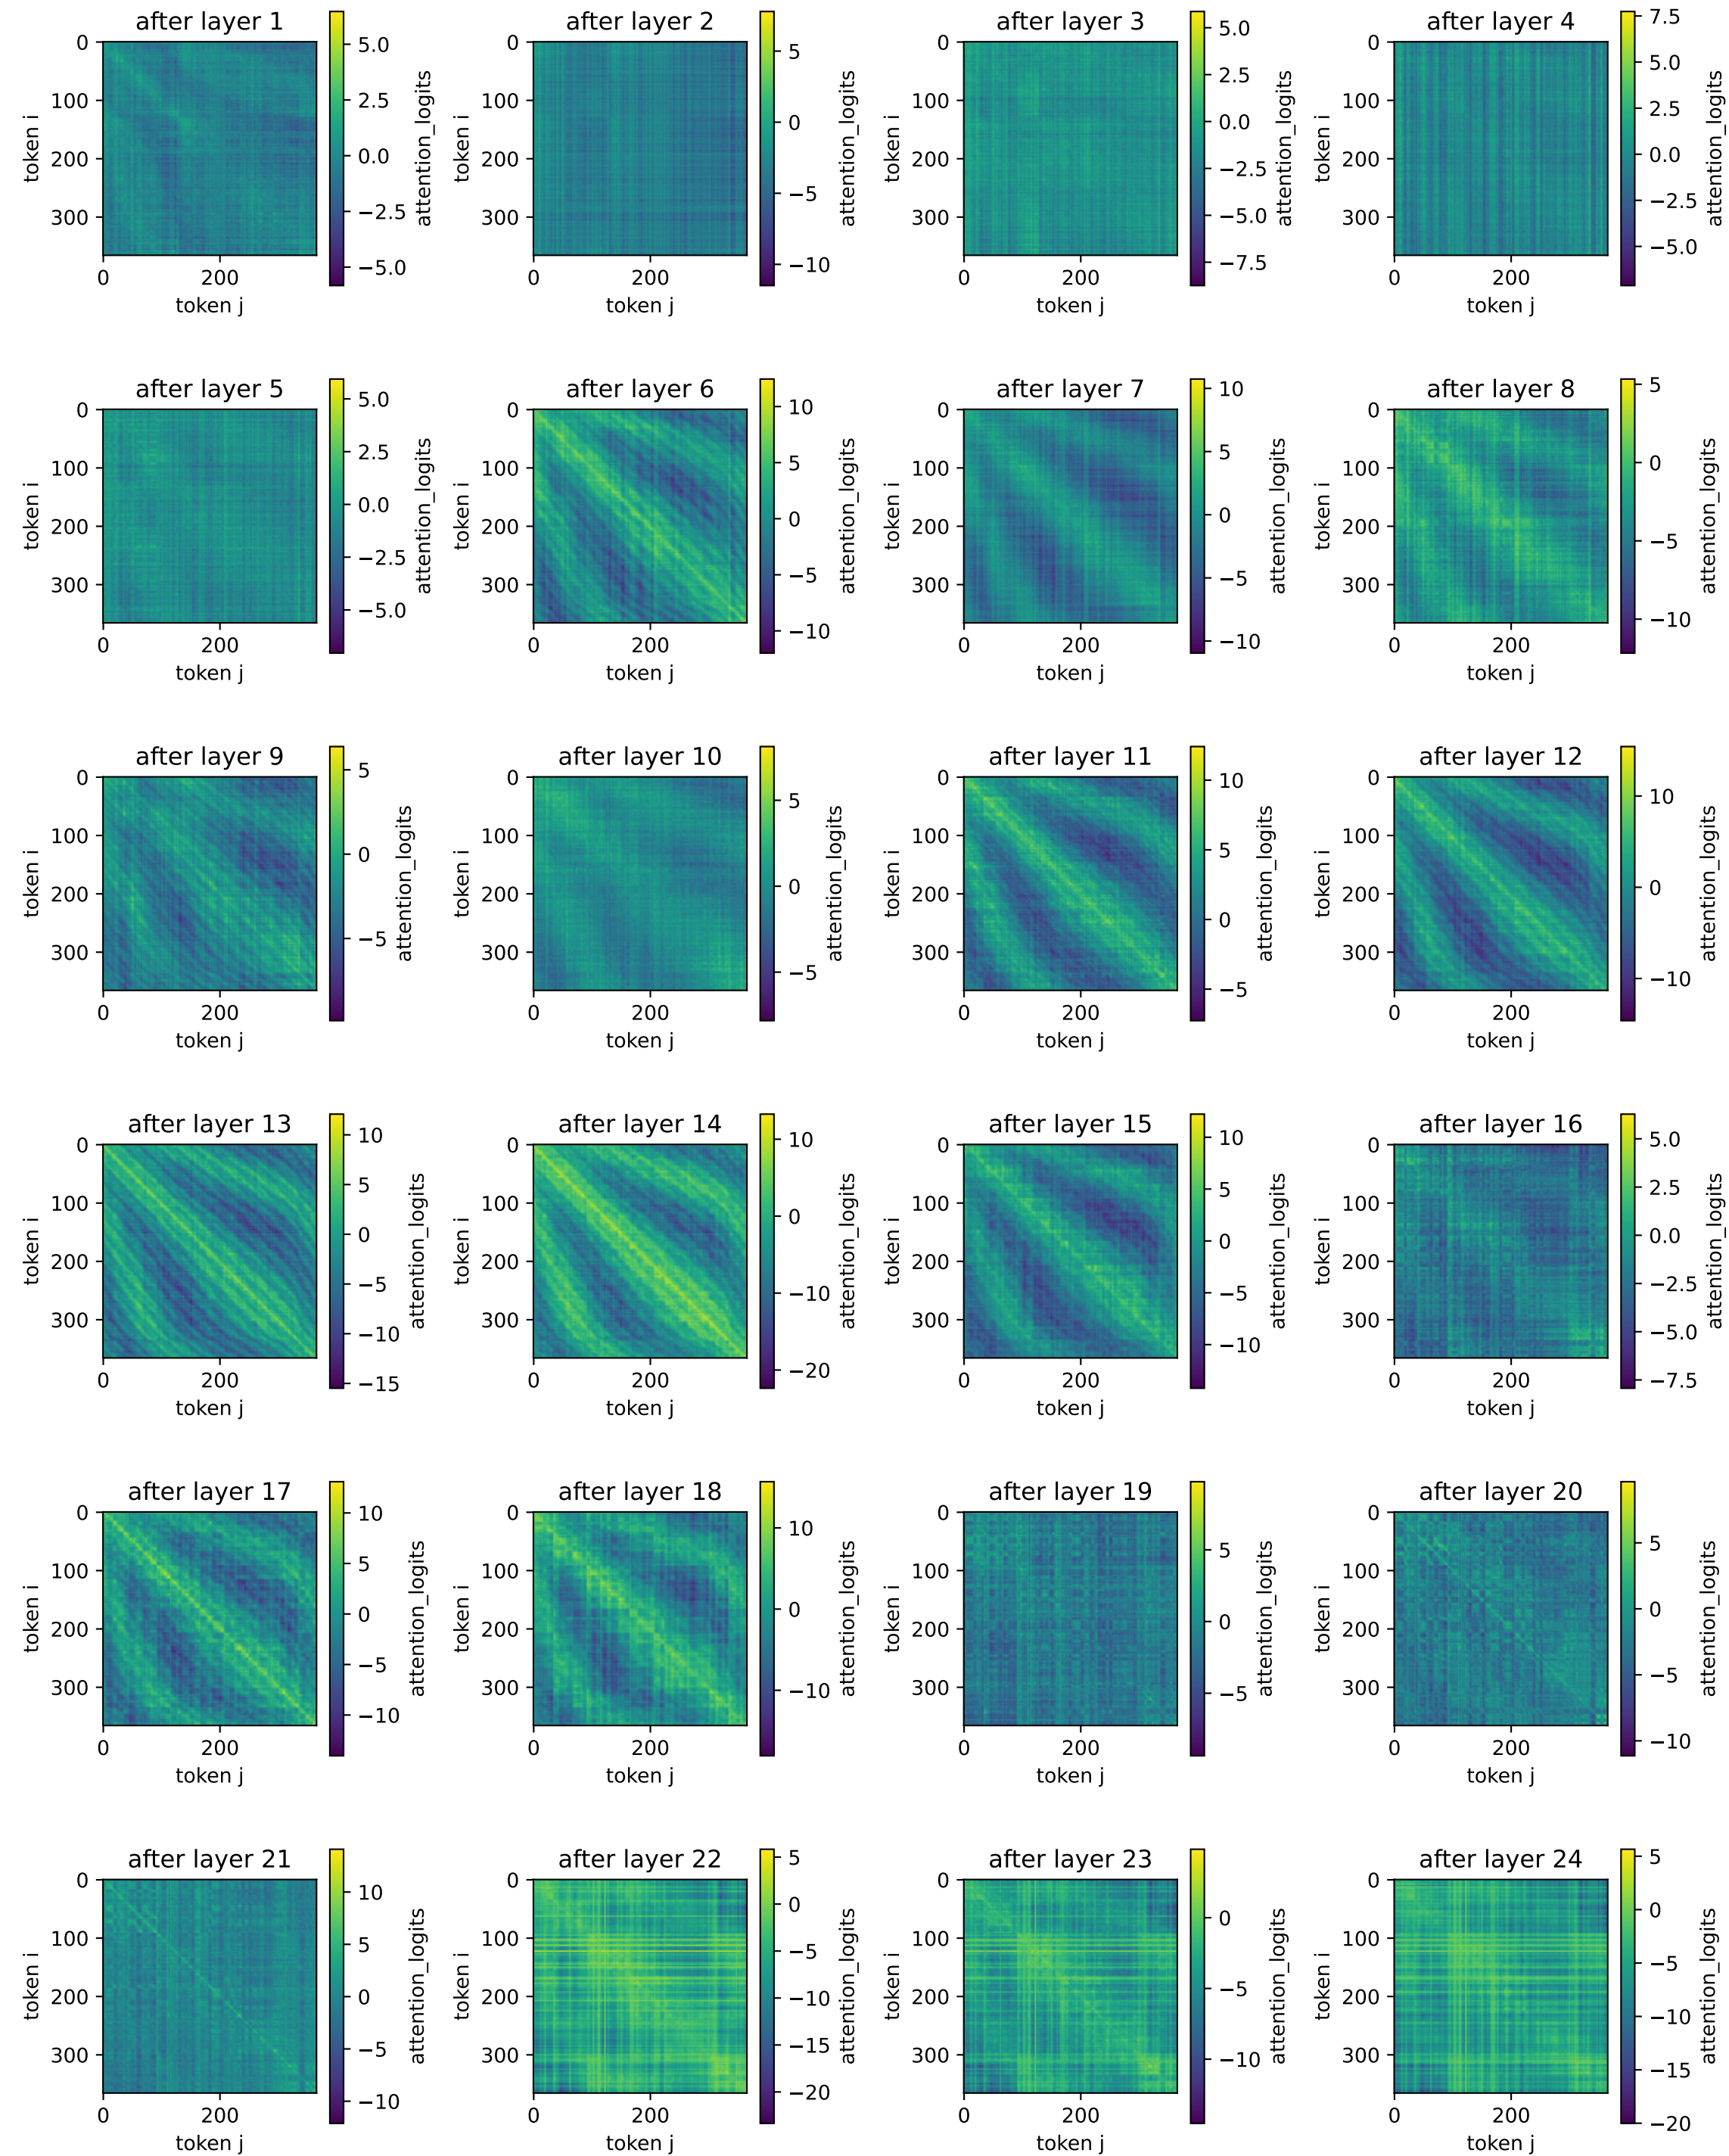 after layer 1
after layer 2
after layer 3
after layer 4
0
100
200
300
token i
0
200
token j
5.0
2.5
0.0
−2.5
−5.0
attention_logits
0
100
200
300
token i
0
200
token j
5
0
−5
−10
attention_logits
0
100
200
300
token i
0
200
token j
5.0
2.5
0.0
−2.5
−5.0
−7.5
attention_logits
0
100
200
300
token i
0
200
token j
7.5
5.0
2.5
0.0
−2.5
−5.0
attention_logits
after layer 5
after layer 6
after layer 7
after layer 8
0
100
200
300
token i
0
200
token j
5.0
2.5
0.0
−2.5
−5.0
attention_logits
0
100
200
300
token i
0
200
token j
10
5
0
−5
−10
attention_logits
0
100
200
300
token i
0
200
token j
10
5
0
−5
−10
attention_logits
0
100
200
300
token i
0
200
token j
5
0
−5
−10
attention_logits
after layer 9
after layer 10
after layer 11
after layer 12
0
100
200
300
token i
0
200
token j
5
0
−5
attention_logits
0
100
200
300
token i
0
200
token j
5
0
−5
attention_logits
0
100
200
300
token i
0
200
token j
10
5
0
−5
attention_logits
0
100
200
300
token i
0
200
token j
10
0
−10
attention_logits
after layer 13
after layer 14
after layer 15
after layer 16
0
100
200
300
token i
0
200
token j
10
5
0
−5
−10
−15
attention_logits
0
100
200
300
token i
0
200
token j
10
0
−10
−20
attention_logits
0
100
200
300
token i
0
200
token j
10
5
0
−5
−10
attention_logits
0
100
200
300
token i
0
200
token j
5.0
2.5
0.0
−2.5
−5.0
−7.5
attention_logits
after layer 17
after layer 18
after layer 19
after layer 20
0
100
200
300
token i
0
200
token j
10
5
0
−5
−10
attention_logits
0
100
200
300
token i
0
200
token j
10
0
−10
attention_logits
0
100
200
300
token i
0
200
token j
5
0
−5
attention_logits
0
100
200
300
token i
0
200
token j
5
0
−5
−10
attention_logits
after layer 21
after layer 22
after layer 23
after layer 24
0
100
200
300
token i
0
200
token j
10
5
0
−5
−10
attention_logits
0
100
200
300
token i
0
200
token j
5
0
−5
−10
−15
−20
attention_logits
0
100
200
300
token i
0
200
token j
0
−5
−10
attention_logits
0
100
200
300
token i
0
200
token j
5
0
−5
−10
−15
−20
attention_logits